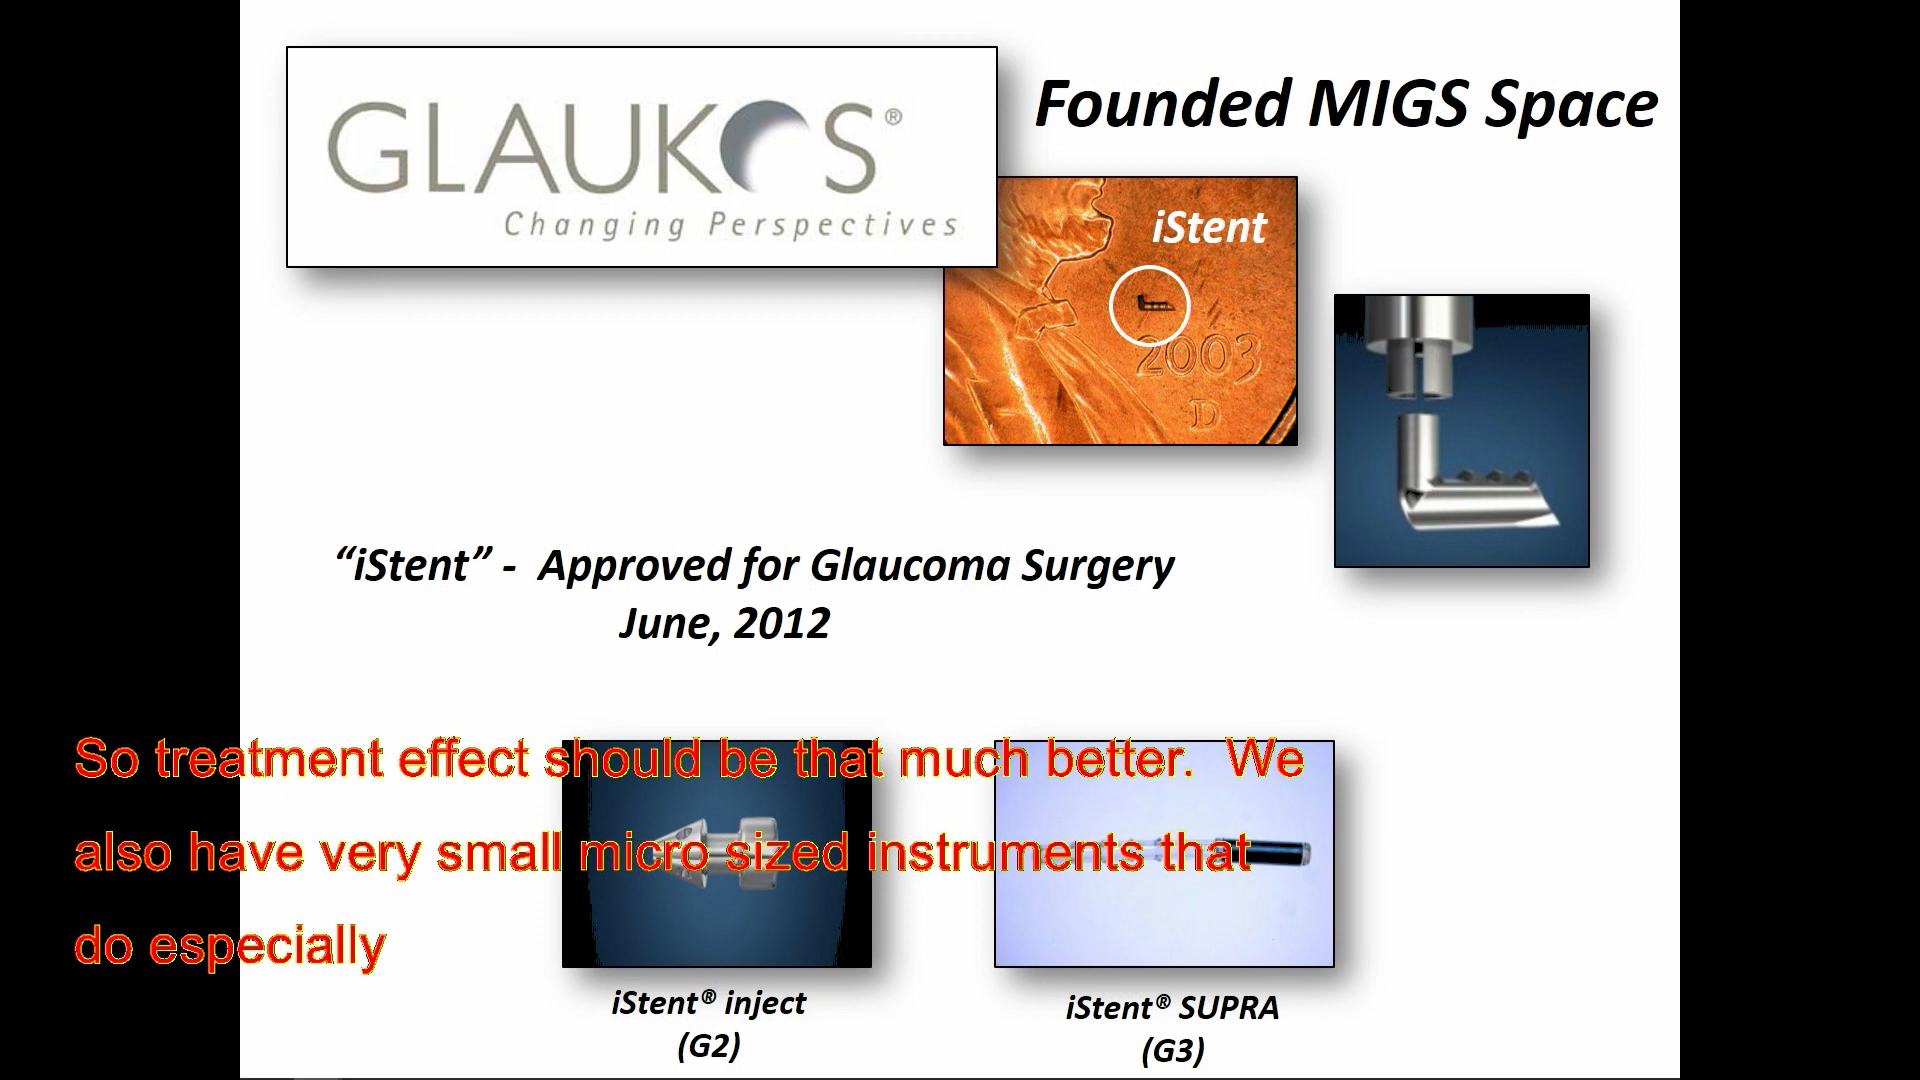 GLAUKOS®
Changing Perspectives
Founded MIGS Space
iStent
2003
D
“iStent” - Approved for Glaucoma Surgery
June, 2012
So treatment effect should be that much better. We
also have very small micro sized instruments that
do especially
iStent® inject
(G2)
iStent® SUPRA
(G3)